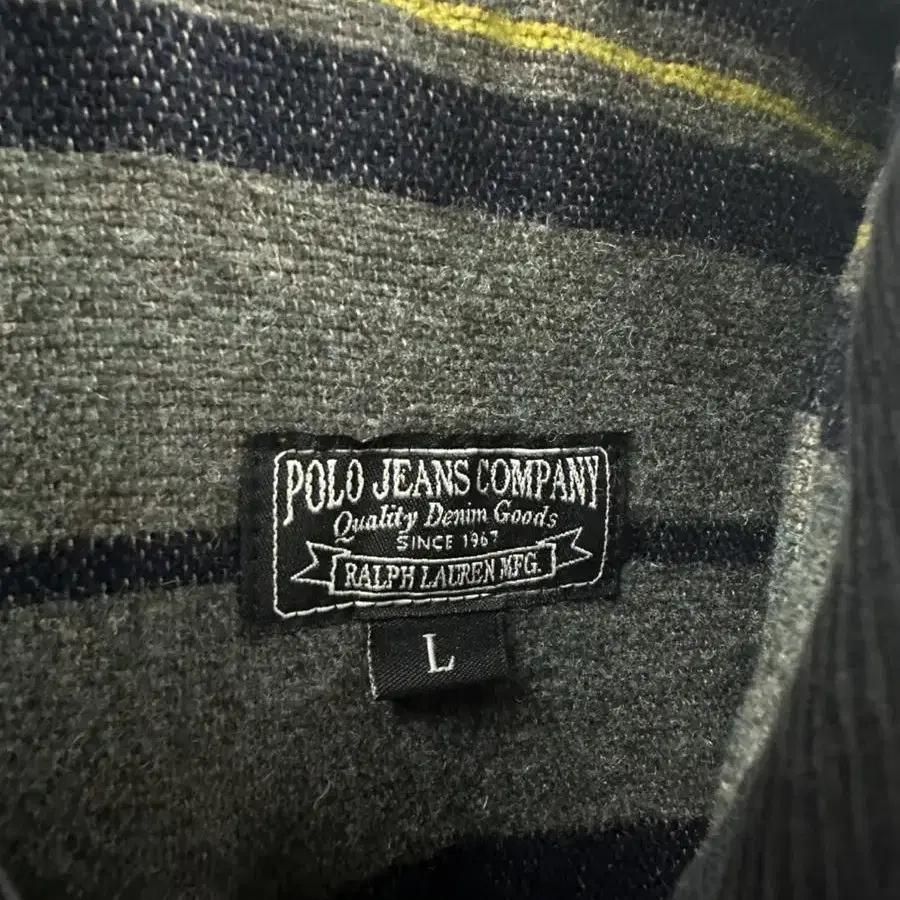 POLO JEANS COMPANY
Quality Denim Goods
SINCE 1967
RALPH LAUREN MFG.
L